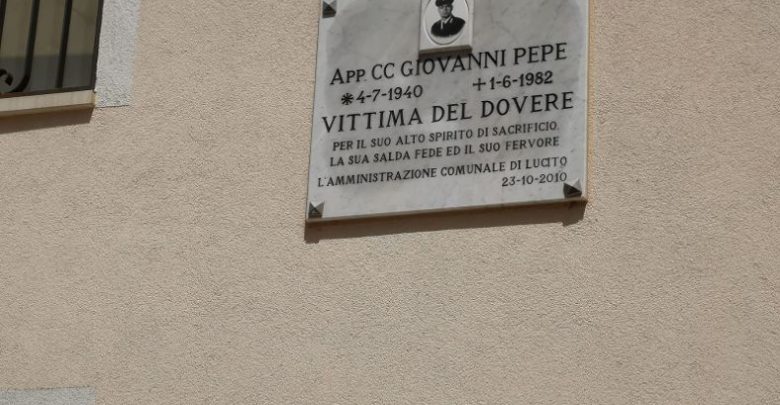 APP. CC GIOVANNI PEPE
*4-7-1940 +1-6-1982
VITTIMA DEL DOVERE
PER IL SUO ALTO SPIRITO DI SACRIFICIO
LA SUA SALDA FEDE ED IL SUO FERVORE
L'AMMINISTRAZIONE COMUNALE DI LUCITO
23-10-2010